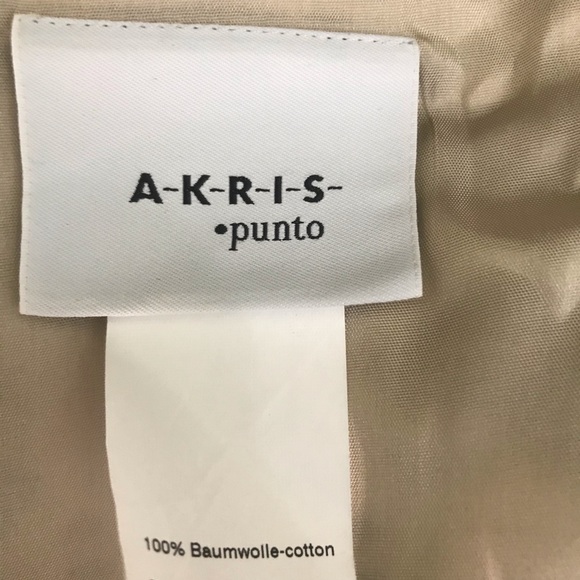 A-K-R-I-S-
•punto
100% Baumwolle-cotton